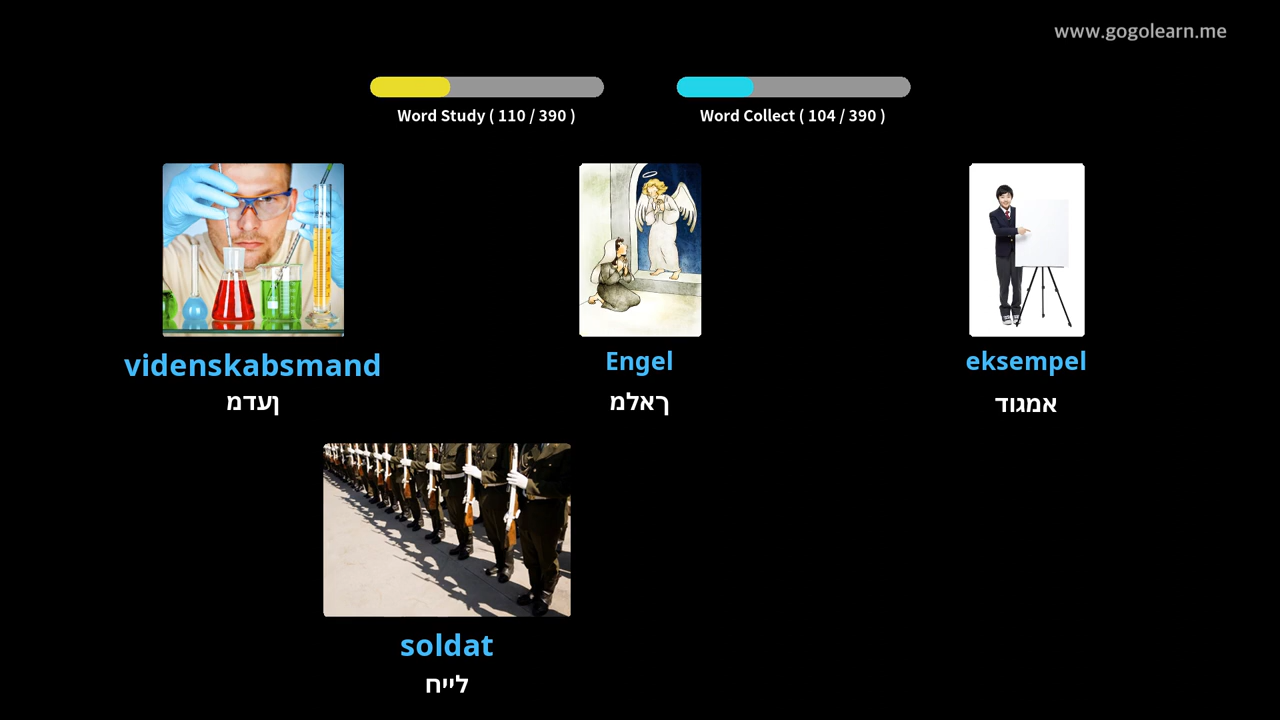 www.gogolearn.me
Word Study ( 110 / 390 )
Word Collect ( 104 / 390 )
videnskabsmand
מדען
Engel
מלאך
eksempel
דוגמא
soldat
חייל